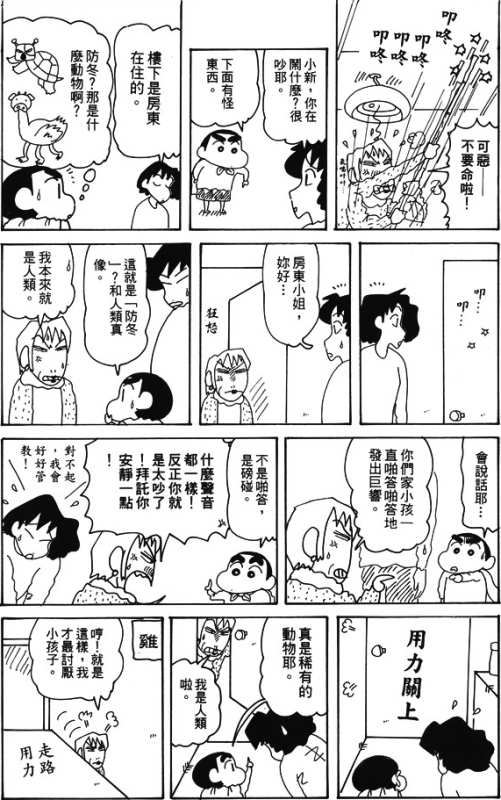 叩咚
叩咚
叩咚
叩咚
可惡──
不要命啦!
小新,你在
鬧什麼?很
吵耶。
下面有怪
東西。
樓下是房東
在住的。
防冬?那是什
麼動物啊?
叩…
叩…
房東小姐,
妳好…
狂怒
這就是「防冬
」?和人類真
像。
我本來就
是人類。
會說話耶…
你們家小孩一
直啪答啪答地
發出巨響。
不是啪答,
是磅碰。
什麼聲音
都一樣!
反正你就
是太吵了
!拜託你
安靜一點
!
對不起
,我會
好好管
教!
用力關上
真是稀有的
動物耶。
我是人類
啦。
雞
哼!就是
這樣,我
才最討厭
小孩子。
走路
用力